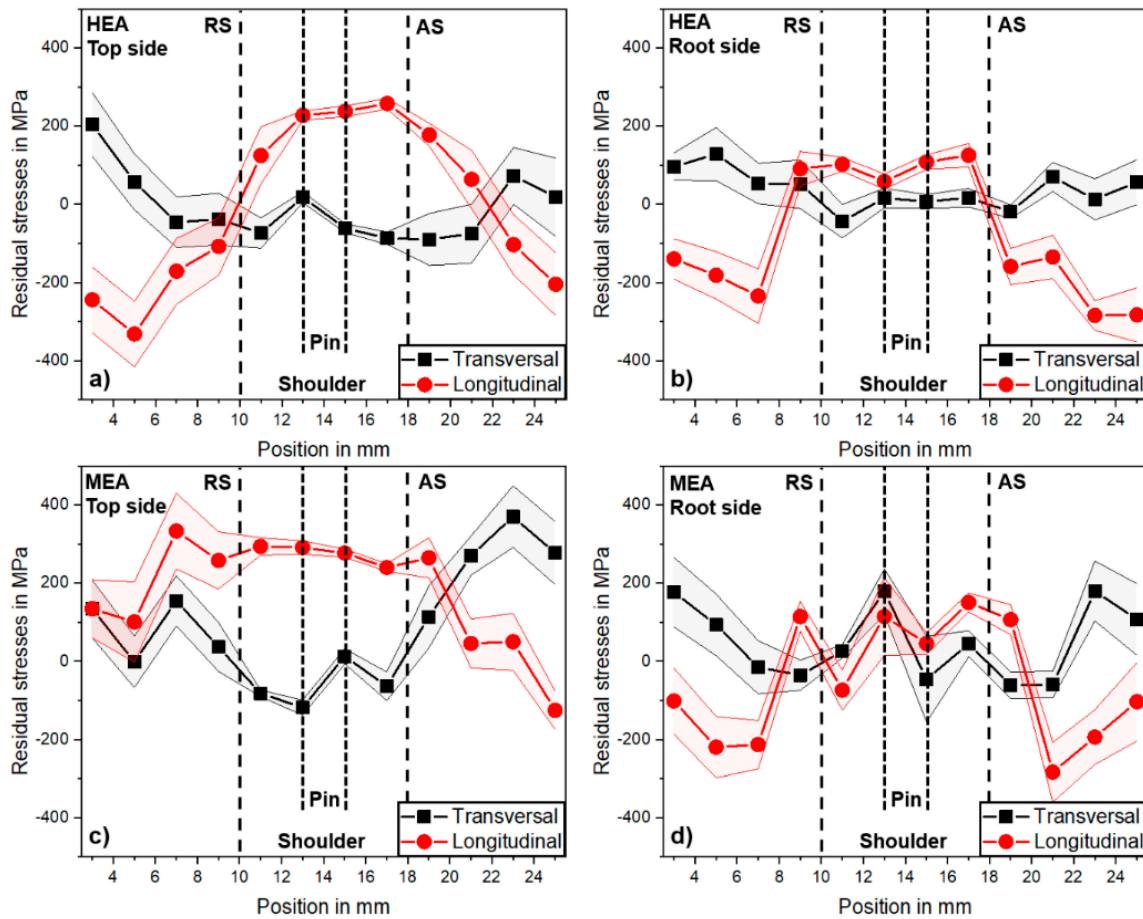 HEA
Top side
RS
AS
400
200
0
-200
-400
Residual stresses in MPa
Pin
Shoulder
a)
Transversal
Longitudinal
4 6 8 10 12 14 16 18 20 22 24
Position in mm
HEA
Root side
RS
AS
400
200
0
-200
-400
Residual stresses in MPa
Pin
Shoulder
b)
Transversal
Longitudinal
4 6 8 10 12 14 16 18 20 22 24
Position in mm
MEA
Top side
RS
AS
400
200
0
-200
-400
Residual stresses in MPa
Pin
Shoulder
c)
Transversal
Longitudinal
4 6 8 10 12 14 16 18 20 22 24
Position in mm
MEA
Root side
RS
AS
400
200
0
-200
-400
Residual stresses in MPa
Pin
Shoulder
d)
Transversal
Longitudinal
4 6 8 10 12 14 16 18 20 22 24
Position in mm